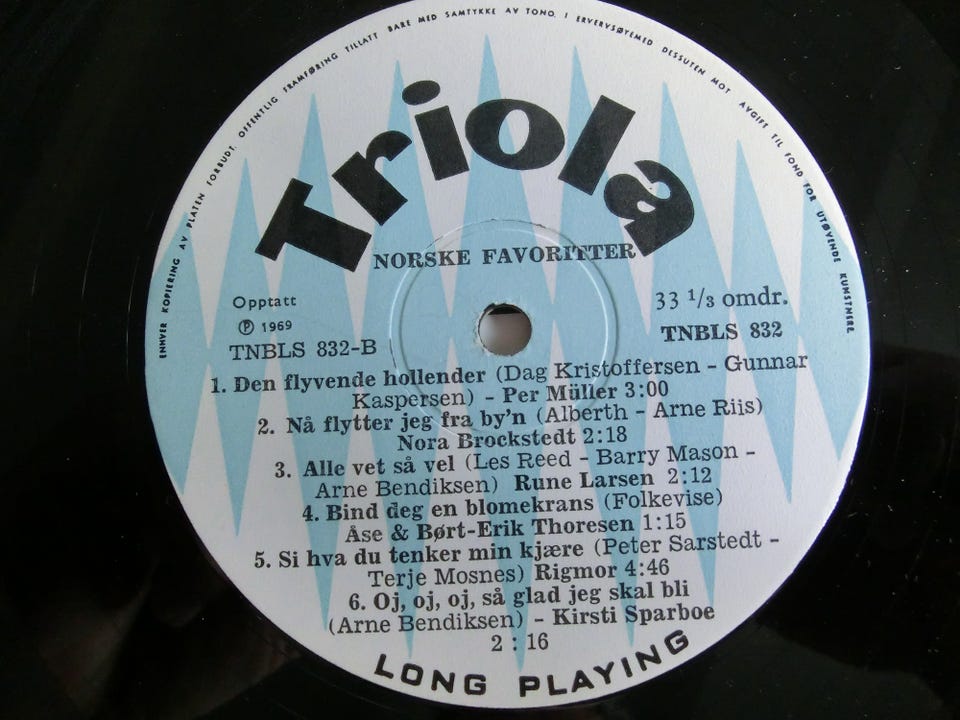 ENHVER KOPIERING AV PLATEN FORBUDT. OFFENTLIG FRAMFØRING TILLATT BARE MED SAMTYKKE AV TONO. I ERVERVSØYEMED DESSUTEN MOT AVGIFT TIL FOND FOR UTØVENDE KUNSTNERE
Triola
NORSKE FAVORITTER
Opptatt
℗ 1969
TNBLS 832-B
33 1/3 omdr.
TNBLS 832
1. Den flyvende hollender (Dag Kristoffersen - Gunnar
Kaspersen) - Per Müller 3:00
2. Nå flytter jeg fra by'n (Alberth - Arne Riis)
Nora Brockstedt 2:18
3. Alle vet så vel (Les Reed - Barry Mason -
Arne Bendiksen) Rune Larsen 2:12
4. Bind deg en blomekrans (Folkevise)
Åse & Børt-Erik Thoresen 1:15
5. Si hva du tenker min kjære (Peter Sarstedt -
Terje Mosnes) Rigmor 4:46
6. Oj, oj, oj, så glad jeg skal bli
(Arne Bendiksen) - Kirsti Sparboe
2 : 16
LONG PLAYING